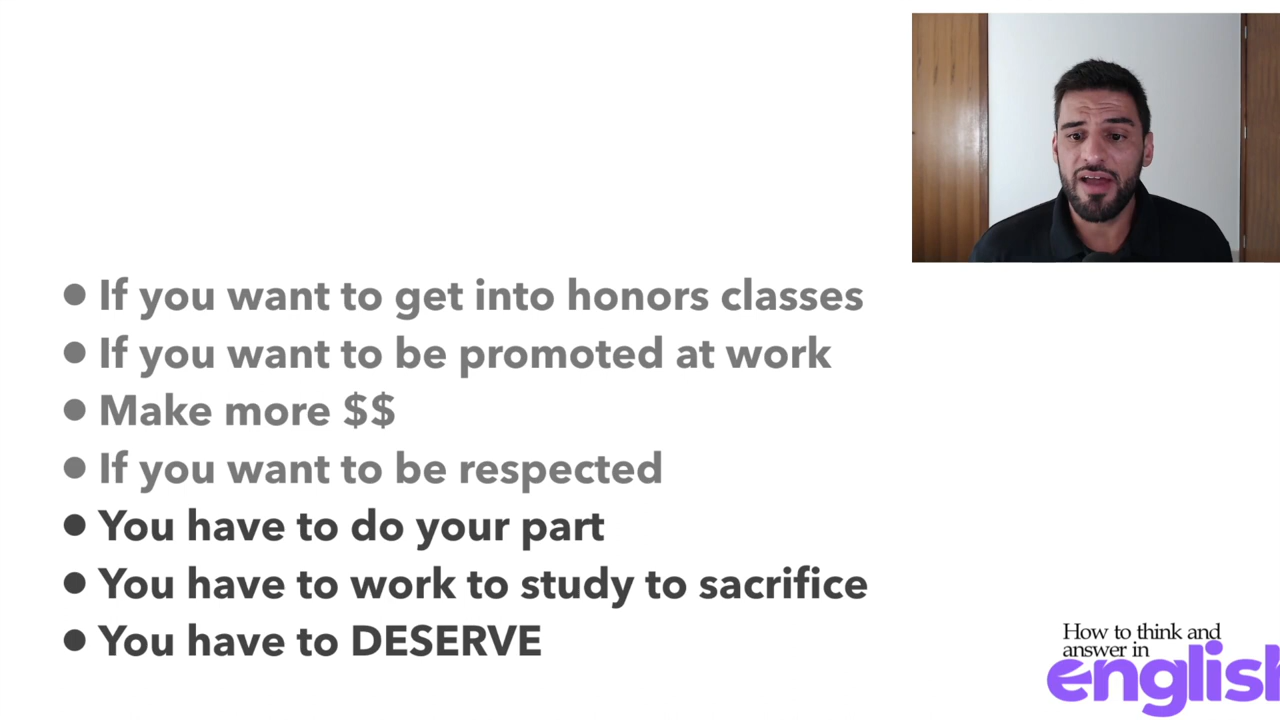 • If you want to get into honors classes
• If you want to be promoted at work
• Make more $$
• If you want to be respected
• You have to do your part
• You have to work to study to sacrifice
• You have to DESERVE
How to think and
answer in
english